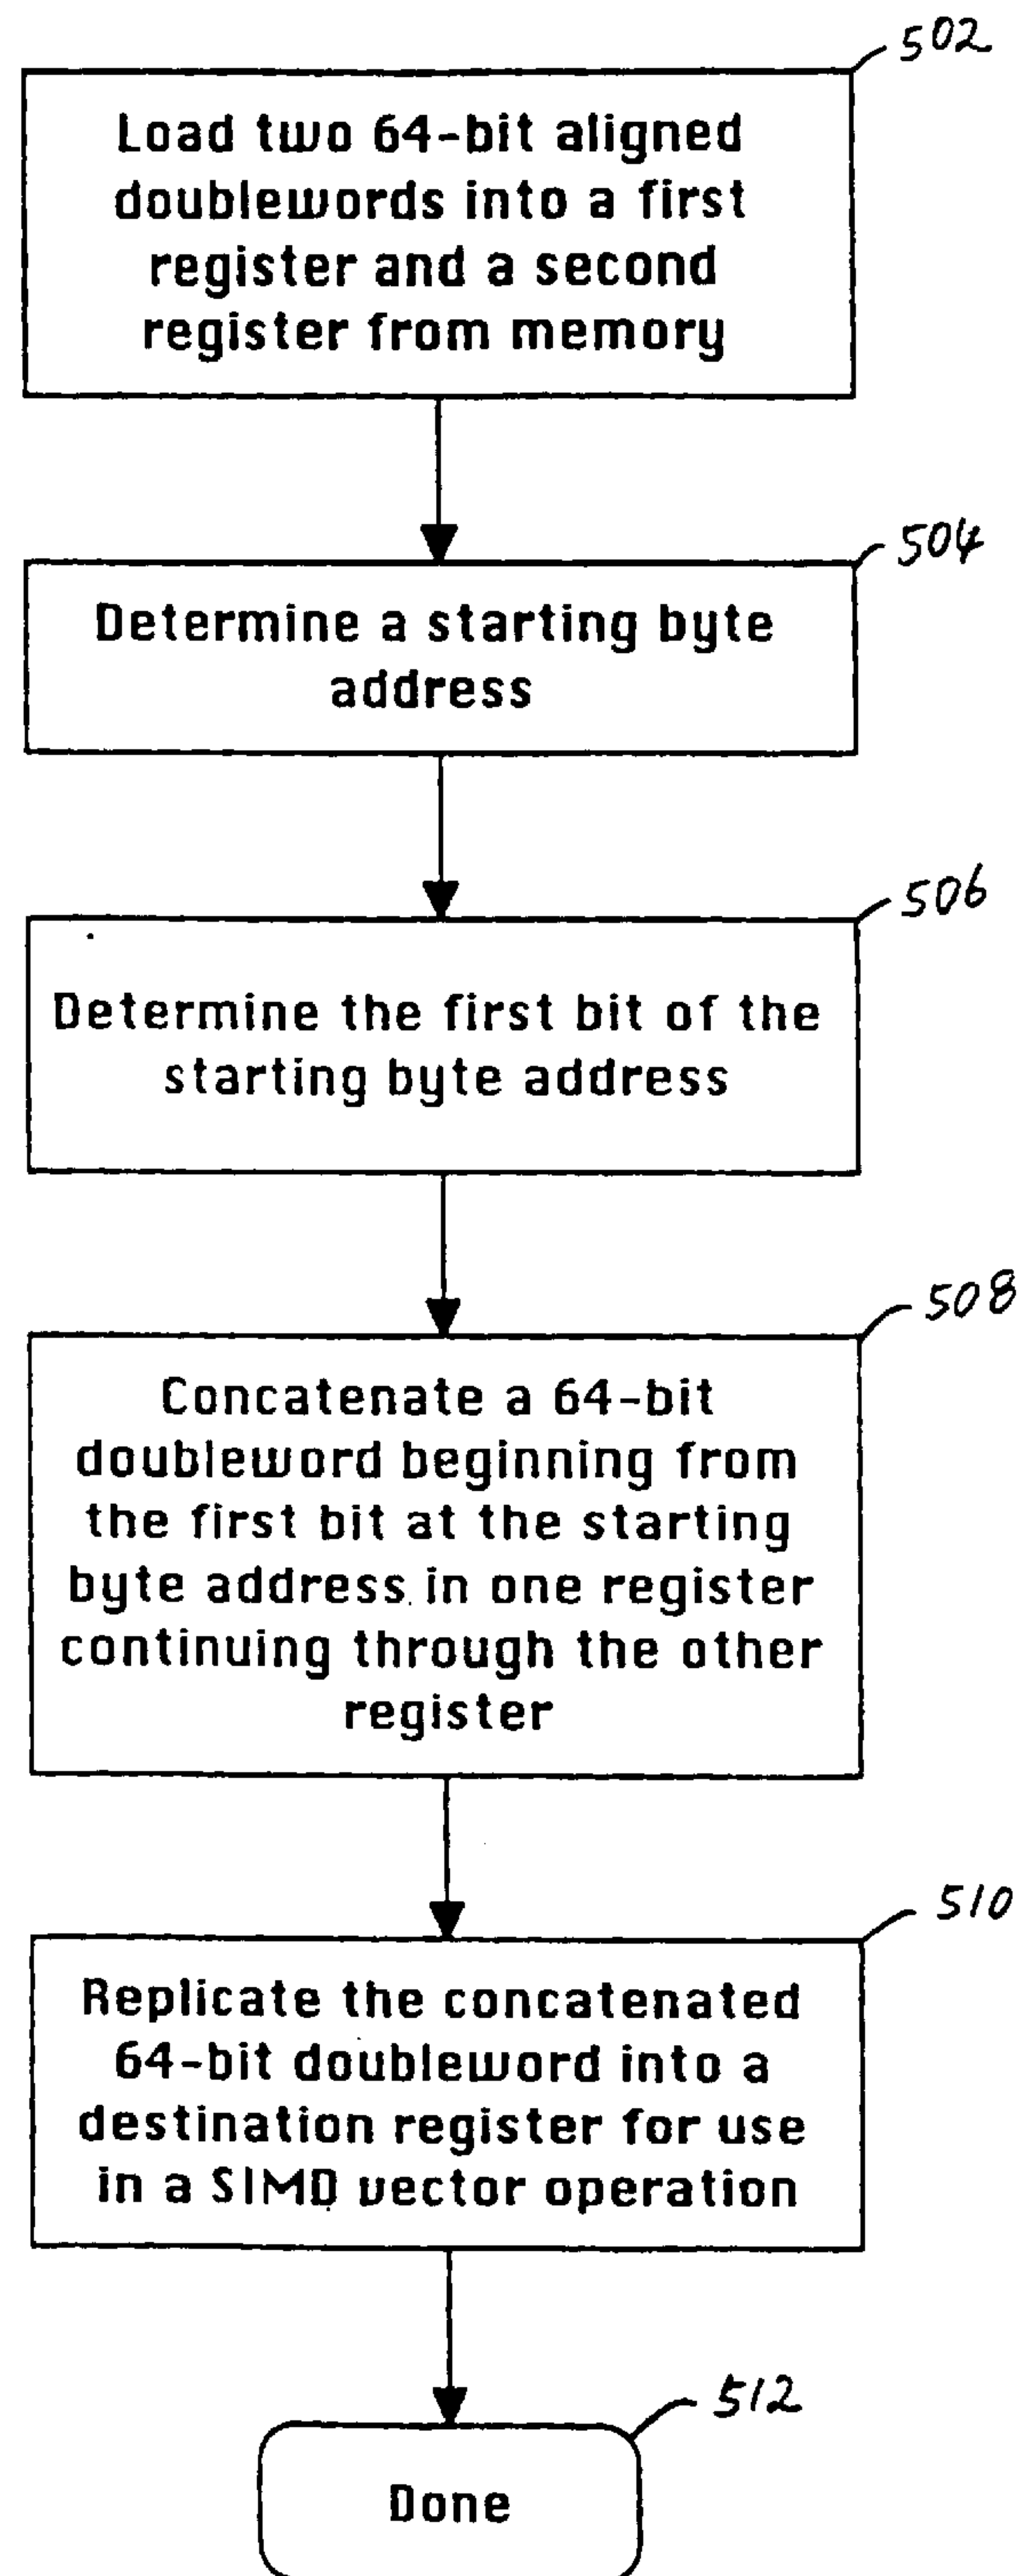 502
Load two 64-bit aligned
doublewords into a first
register and a second
register from memory
504
Determine a starting byte
address
506
Determine the first bit of the
starting byte address
508
Concatenate a 64-bit
doubleword beginning from
the first bit at the starting
byte address in one register
continuing through the other
register
510
Replicate the concatenated
64-bit doubleword into a
destination register for use
in a SIMD vector operation
512
Done